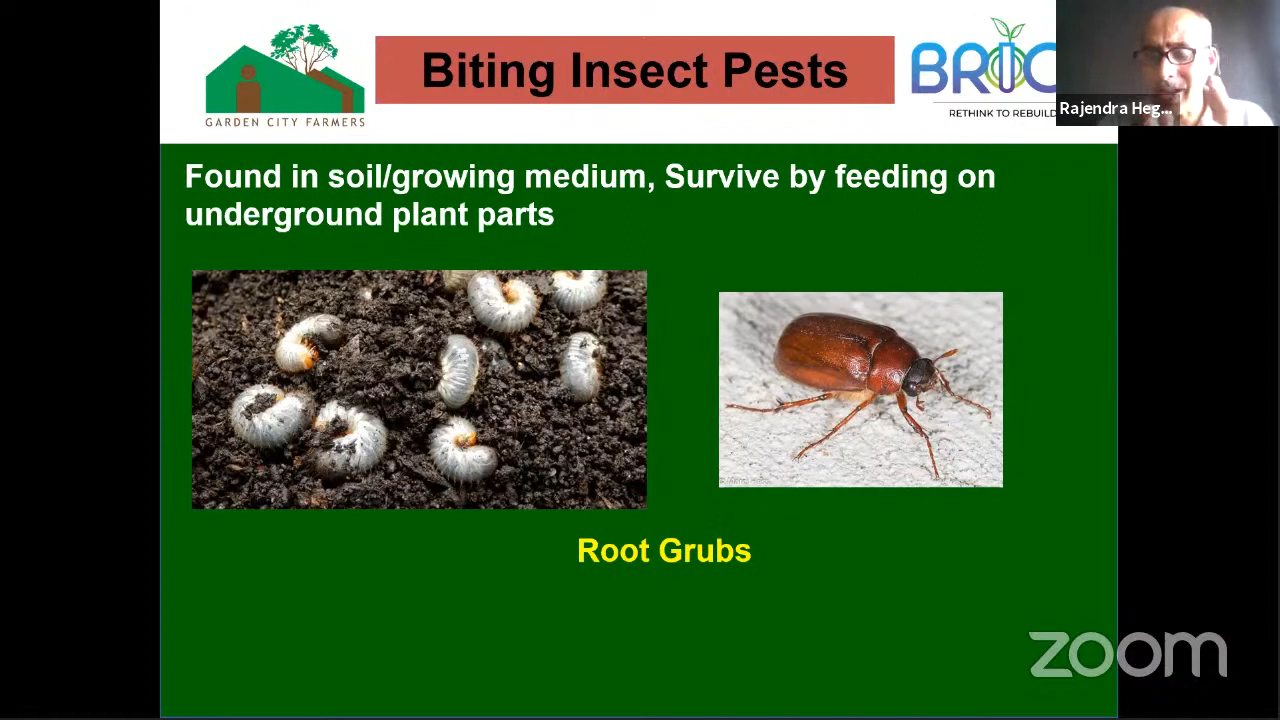 Biting Insect Pests
GARDEN CITY FARMERS
RETHINK TO REBUILD
Rajendra Heg...
Found in soil/growing medium, Survive by feeding on
underground plant parts
Root Grubs
zoom